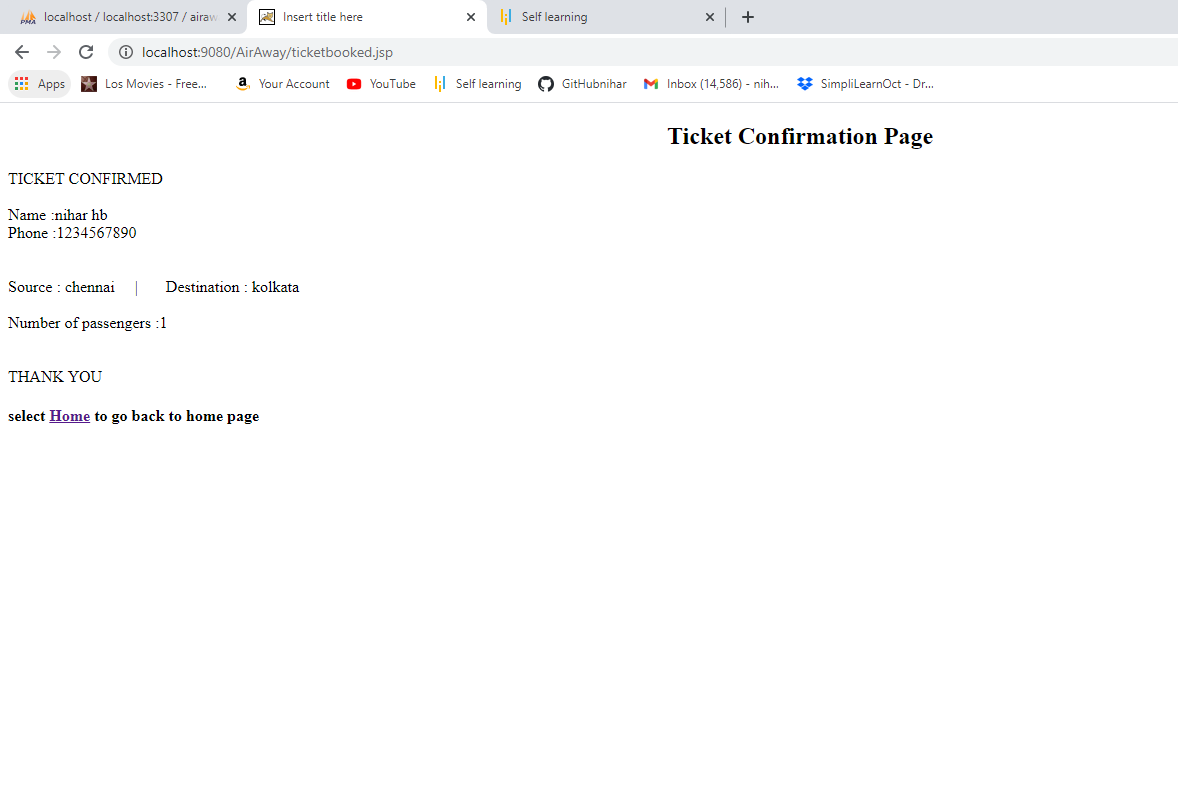 localhost / localhost:3307 / airaw
Insert title here
Self learning
localhost:9080/AirAway/ticketbooked.jsp
Apps Los Movies - Free... Your Account YouTube Self learning GitHubnihar Inbox (14,586) - nih... SimpliLearnOct - Dr...
Ticket Confirmation Page
TICKET CONFIRMED
Name :nihar hb
Phone :1234567890
Source : chennai | Destination : kolkata
Number of passengers :1
THANK YOU
select Home to go back to home page